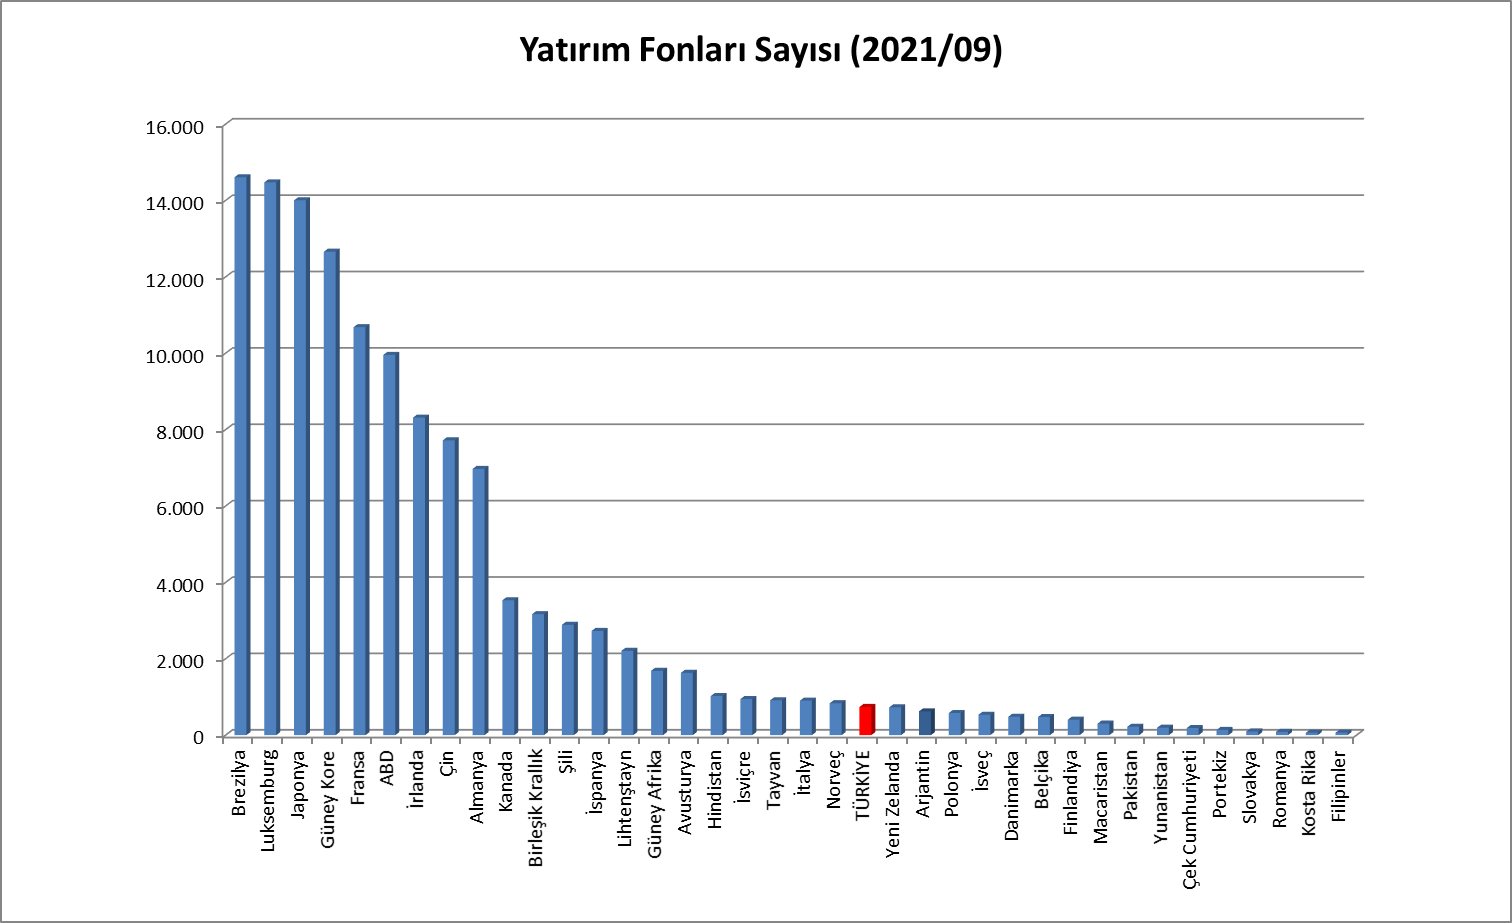 Yatırım Fonları Sayısı (2021/09)
16.000
14.000
12.000
10.000
8.000
6.000
4.000
2.000
0
Brezilya
Luksemburg
Japonya
Güney Kore
Fransa
ABD
İrlanda
Çin
Almanya
Kanada
Birleşik Krallık
Şili
İspanya
Lihtenştayn
Güney Afrika
Avusturya
Hindistan
İsviçre
Tayvan
İtalya
Norveç
TÜRKİYE
Yeni Zelanda
Arjantin
Polonya
İsveç
Danimarka
Belçika
Finlandiya
Macaristan
Pakistan
Yunanistan
Çek Cumhuriyeti
Portekiz
Slovakya
Romanya
Kosta Rika
Filipinler